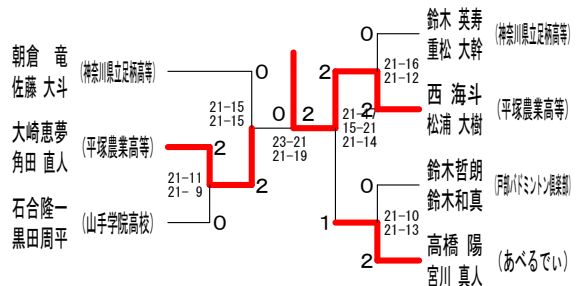 朝倉 竜
佐藤 大斗
(神奈川県立足柄高等)
0
21-15
21-15
大崎恵夢
角田 直人
(平塚農業高等)
2
21-11
21- 9
2
石合隆一
黒田周平
(山手学院高校)
0
0
2
23-21
21-19
鈴木 英寿
重松 大幹
(神奈川県立足柄高等)
0
2
21-16
21-12
西 海斗
松浦 大樹
(平塚農業高等)
2
15-21
21-14
鈴木哲朗
鈴木和真
(戸部バドミントン倶楽部)
0
1
21-10
21-13
高橋 陽
宮川 真人
(あべるでぃ)
2